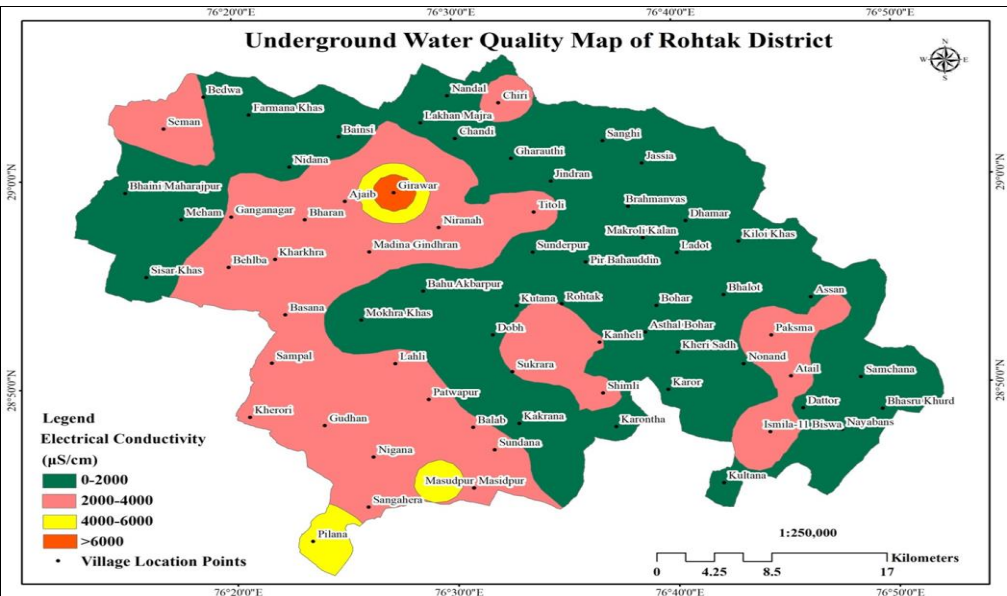 76°20'0"E 76°30'0"E 76°40'0"E 76°50'0"E
Underground Water Quality Map of Rohtak District
N
W E
S
Bedwa
Nandal
Chiri
Farmana Khas
Lakhan Majra
Seman
Bainsi
Chandi
Sanghi
Gharauthi
Jassia
Nidana
Jindran
29°0'0"N
29°0'0"N
Bhaini Maharajpur
Ajaib
Girawar
Brahmanvas
Meham
Ganganagar
Bharan
Titoli
Dhamar
Niranah
Makroli Kalan
Kiloi Khas
Madina Gindhran
Sunderpur
Ladot
Kharkhra
Pir Bahauddin
Behlba
Sisar Khas
Bahu Akbarpur
Bhalot
Assan
Kutana
Rohtak
Bohar
Basana
Mokhra Khas
Dobh
Asthal Bohar
Paksma
Kanheli
Kheri Sadh
Sampal
Lahli
Nonand
Sukrara
Atail
Samchana
28°50'0"N
28°50'0"N
Shimli
Karor
Patwapur
Dattor
Bhasru Khurd
Kherori
Gudhan
Balab
Kakrana
Karontha
Ismila-11 Biswa
Nayabans
Sundana
Nigana
Masudpur
Masidpur
Kultana
Sangahera
Pilana
Legend
Electrical Conductivity
(µS/cm)
0-2000
2000-4000
4000-6000
>6000
Village Location Points
1:250,000
Kilometers
0 4.25 8.5 17
76°20'0"E 76°30'0"E 76°40'0"E 76°50'0"E